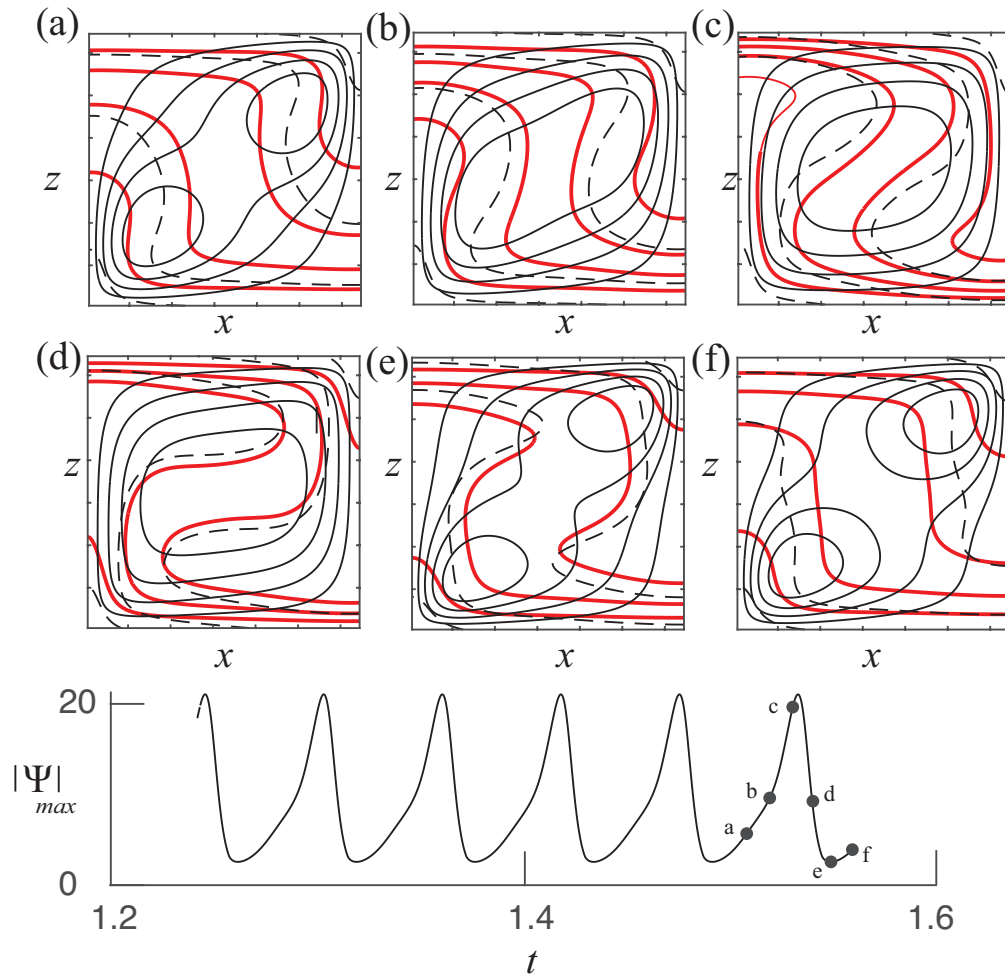 (a) (b) (c)
z z z
x x x
(d) (e) (f)
z z z
x x x
20
c
|Ψ|
max
b d
a
f
e
0
1.2 1.4 1.6
t